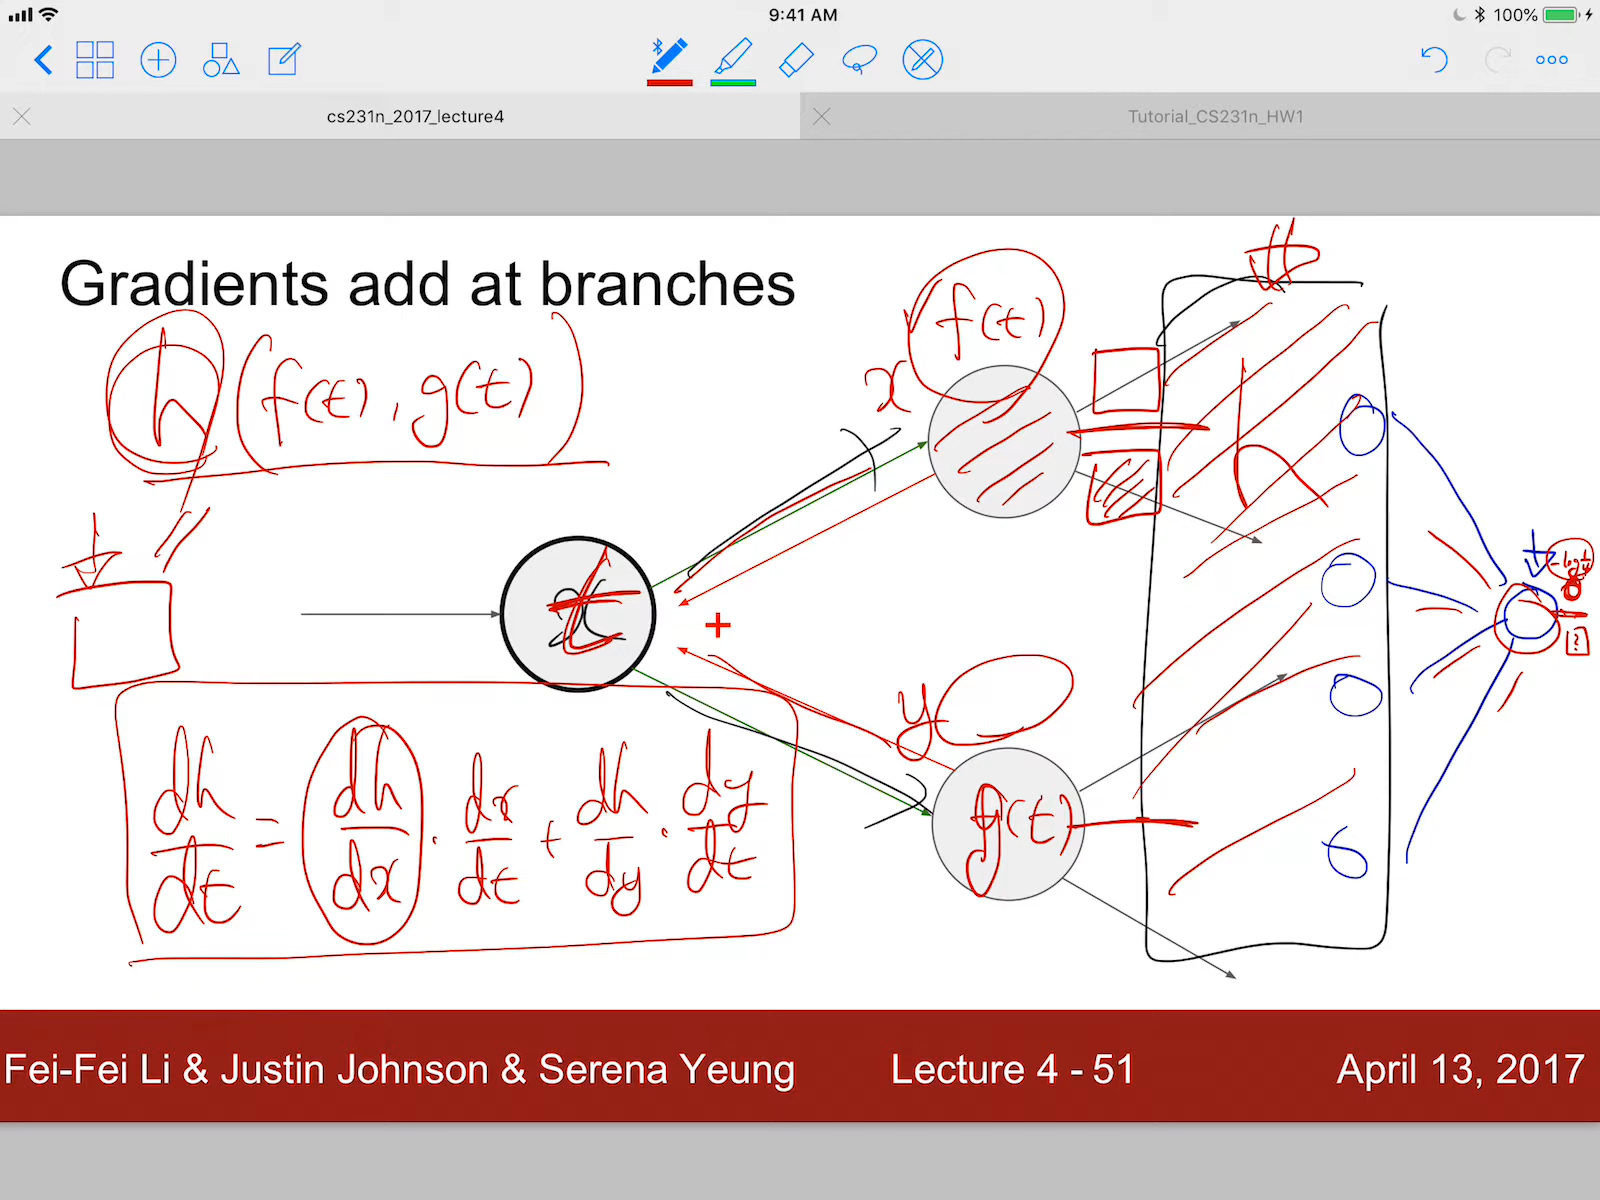 9:41 AM
100%
cs231n_2017_lecture4
Tutorial_CS231n_HW1
Gradients add at branches
h (f(t), g(t))
x
f(t)
h
t
+
y
g(t)
dh/dt = dh/dx · dx/dt + dh/dy · dy/dt
Fei-Fei Li & Justin Johnson & Serena Yeung
Lecture 4 - 51
April 13, 2017